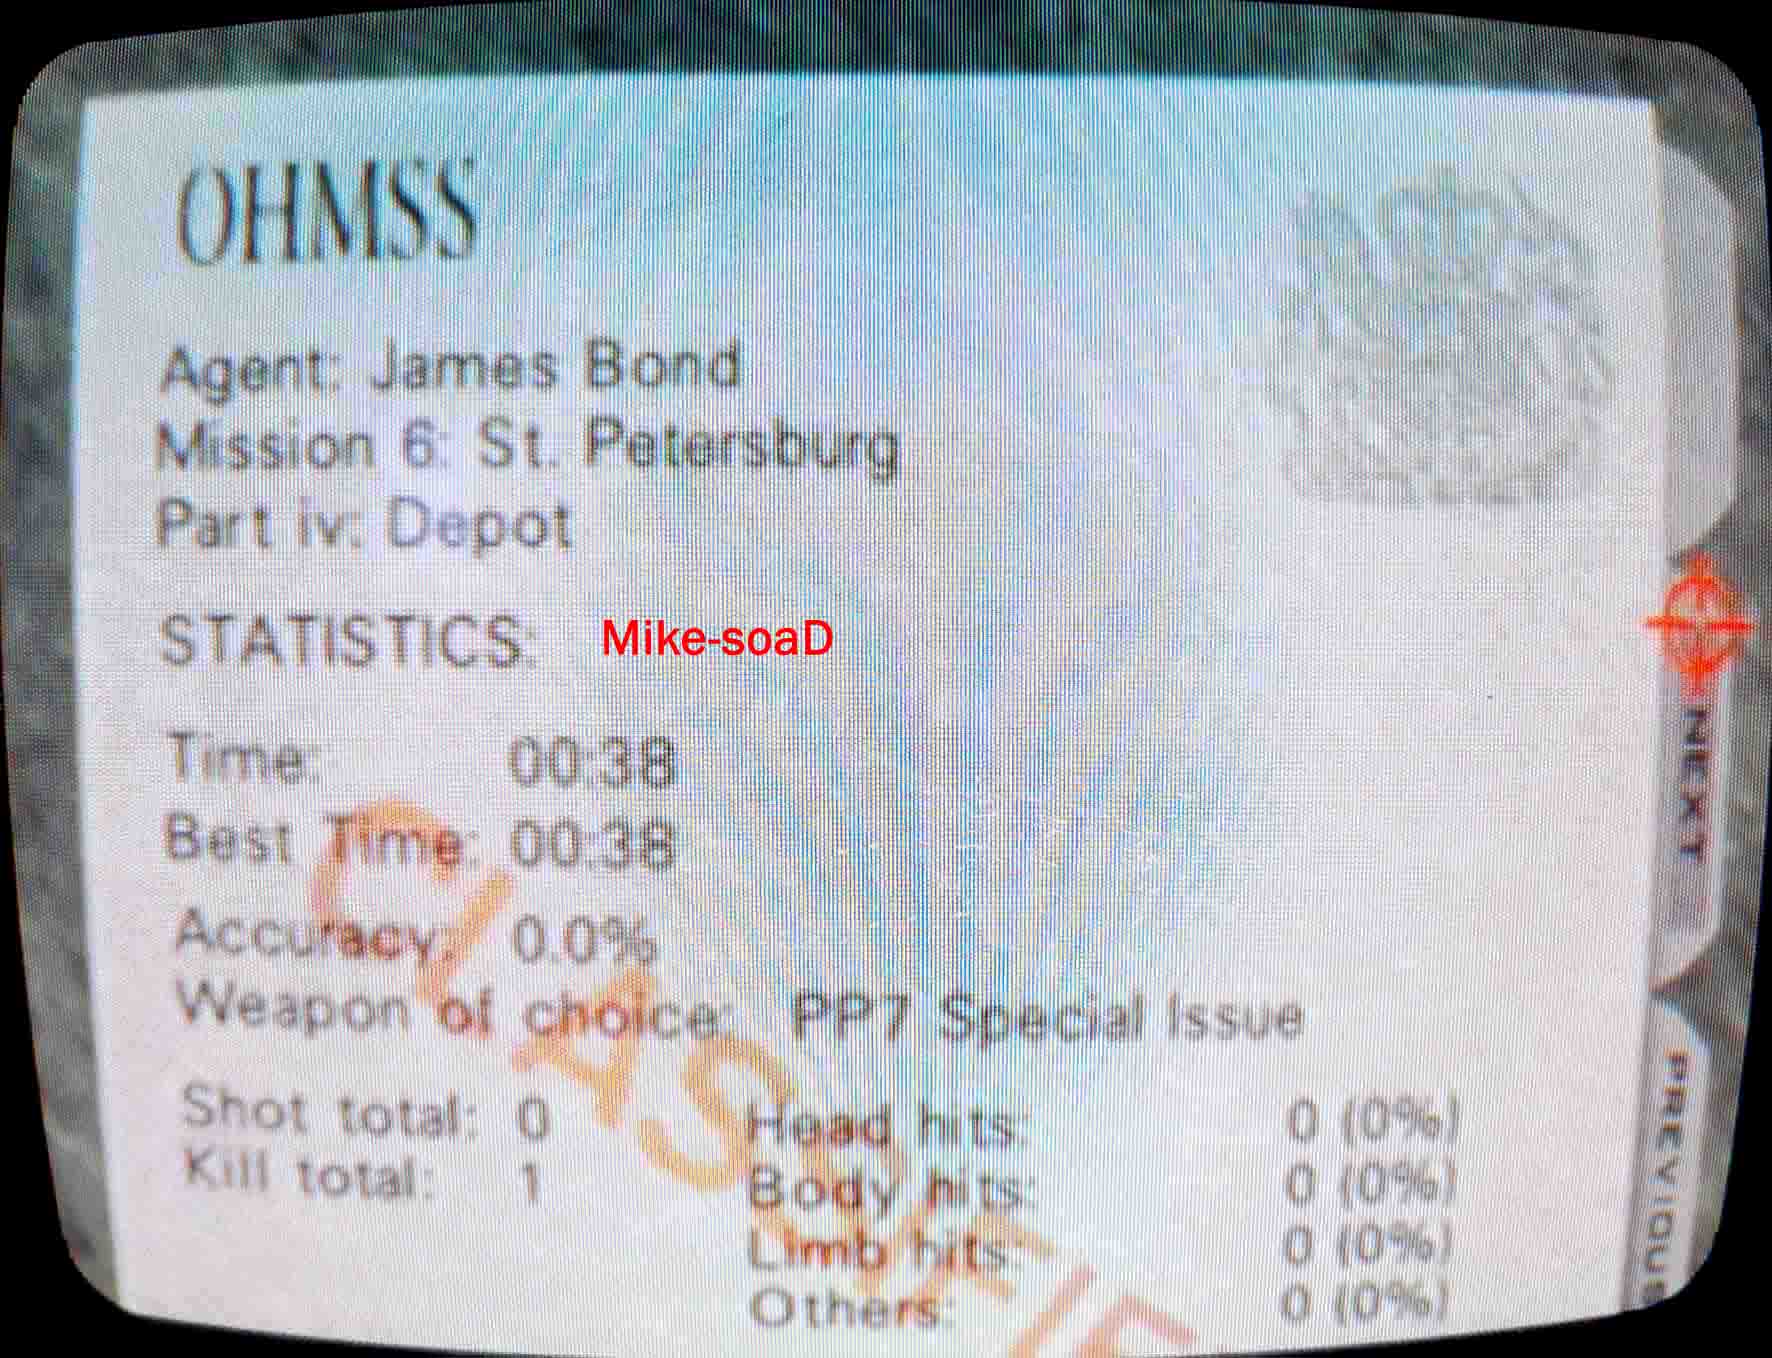 OHMSS
Agent: James Bond
Mission 6: St. Petersburg
Part iv: Depot
STATISTICS:
Mike-soaD
Time: 00:38
Best Time: 00:38
Accuracy: 0.0%
Weapon of choice: PP7 Special Issue
Shot total: 0
Kill total: 1
Head hits: 0 (0%)
Body hits: 0 (0%)
Limb hits: 0 (0%)
Others: 0 (0%)
NEXT
PREVIOUS